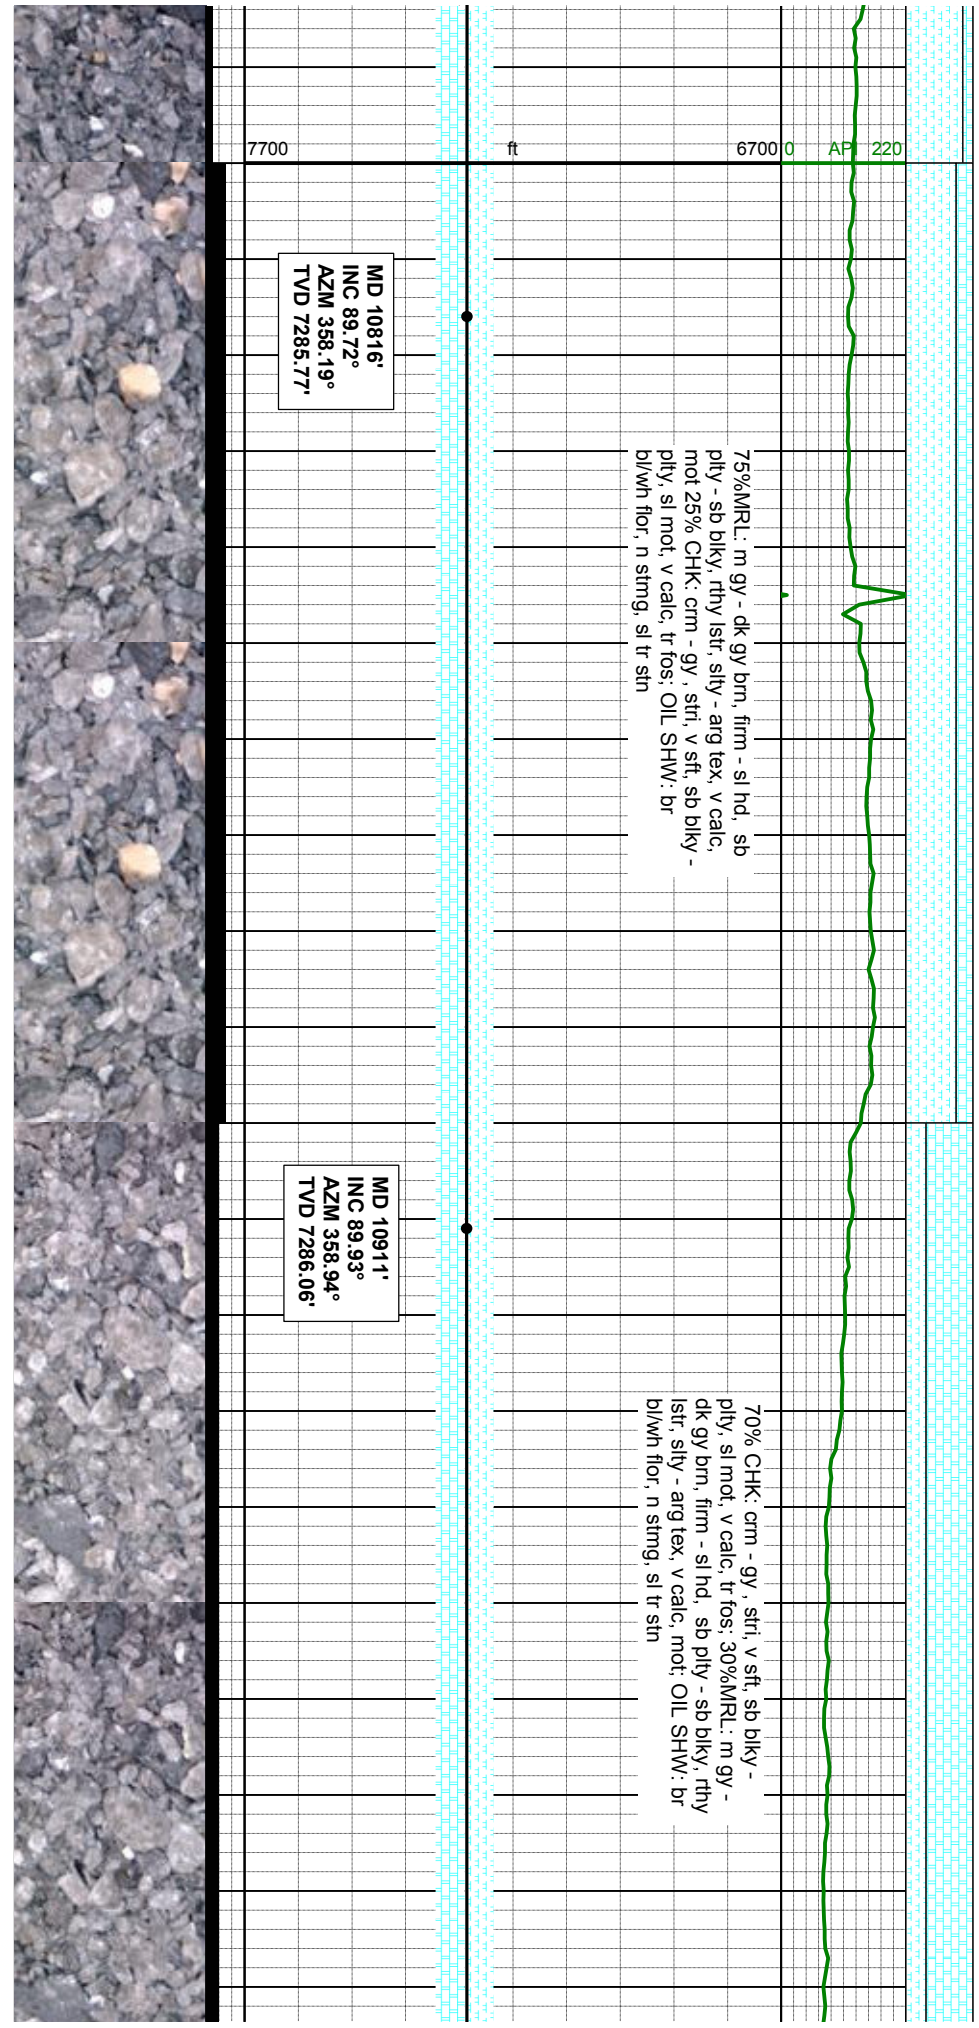 7700
ft
6700
0
API
220
MD 10816'
INC 89.72°
AZM 358.19°
TVD 7285.77'
75%MRL: m gy - dk gy brn, firm - sl hd,  sb
plty - sb blky, rthy lstr, slty - arg tex, v calc,
mot 25% CHK: crm - gy , stri, v sft, sb blky -
plty, sl mot, v calc, tr fos; OIL SHW: br
bl/wh flor, n stmg, sl tr stn
MD 10911'
INC 89.93°
AZM 358.94°
TVD 7286.06'
70% CHK: crm - gy , stri, v sft, sb blky -
plty, sl mot, v calc, tr fos; 30%MRL: m gy -
dk gy brn, firm - sl hd,  sb plty - sb blky, rthy
lstr, slty - arg tex, v calc, mot; OIL SHW: br
bl/wh flor, n stmg, sl tr stn